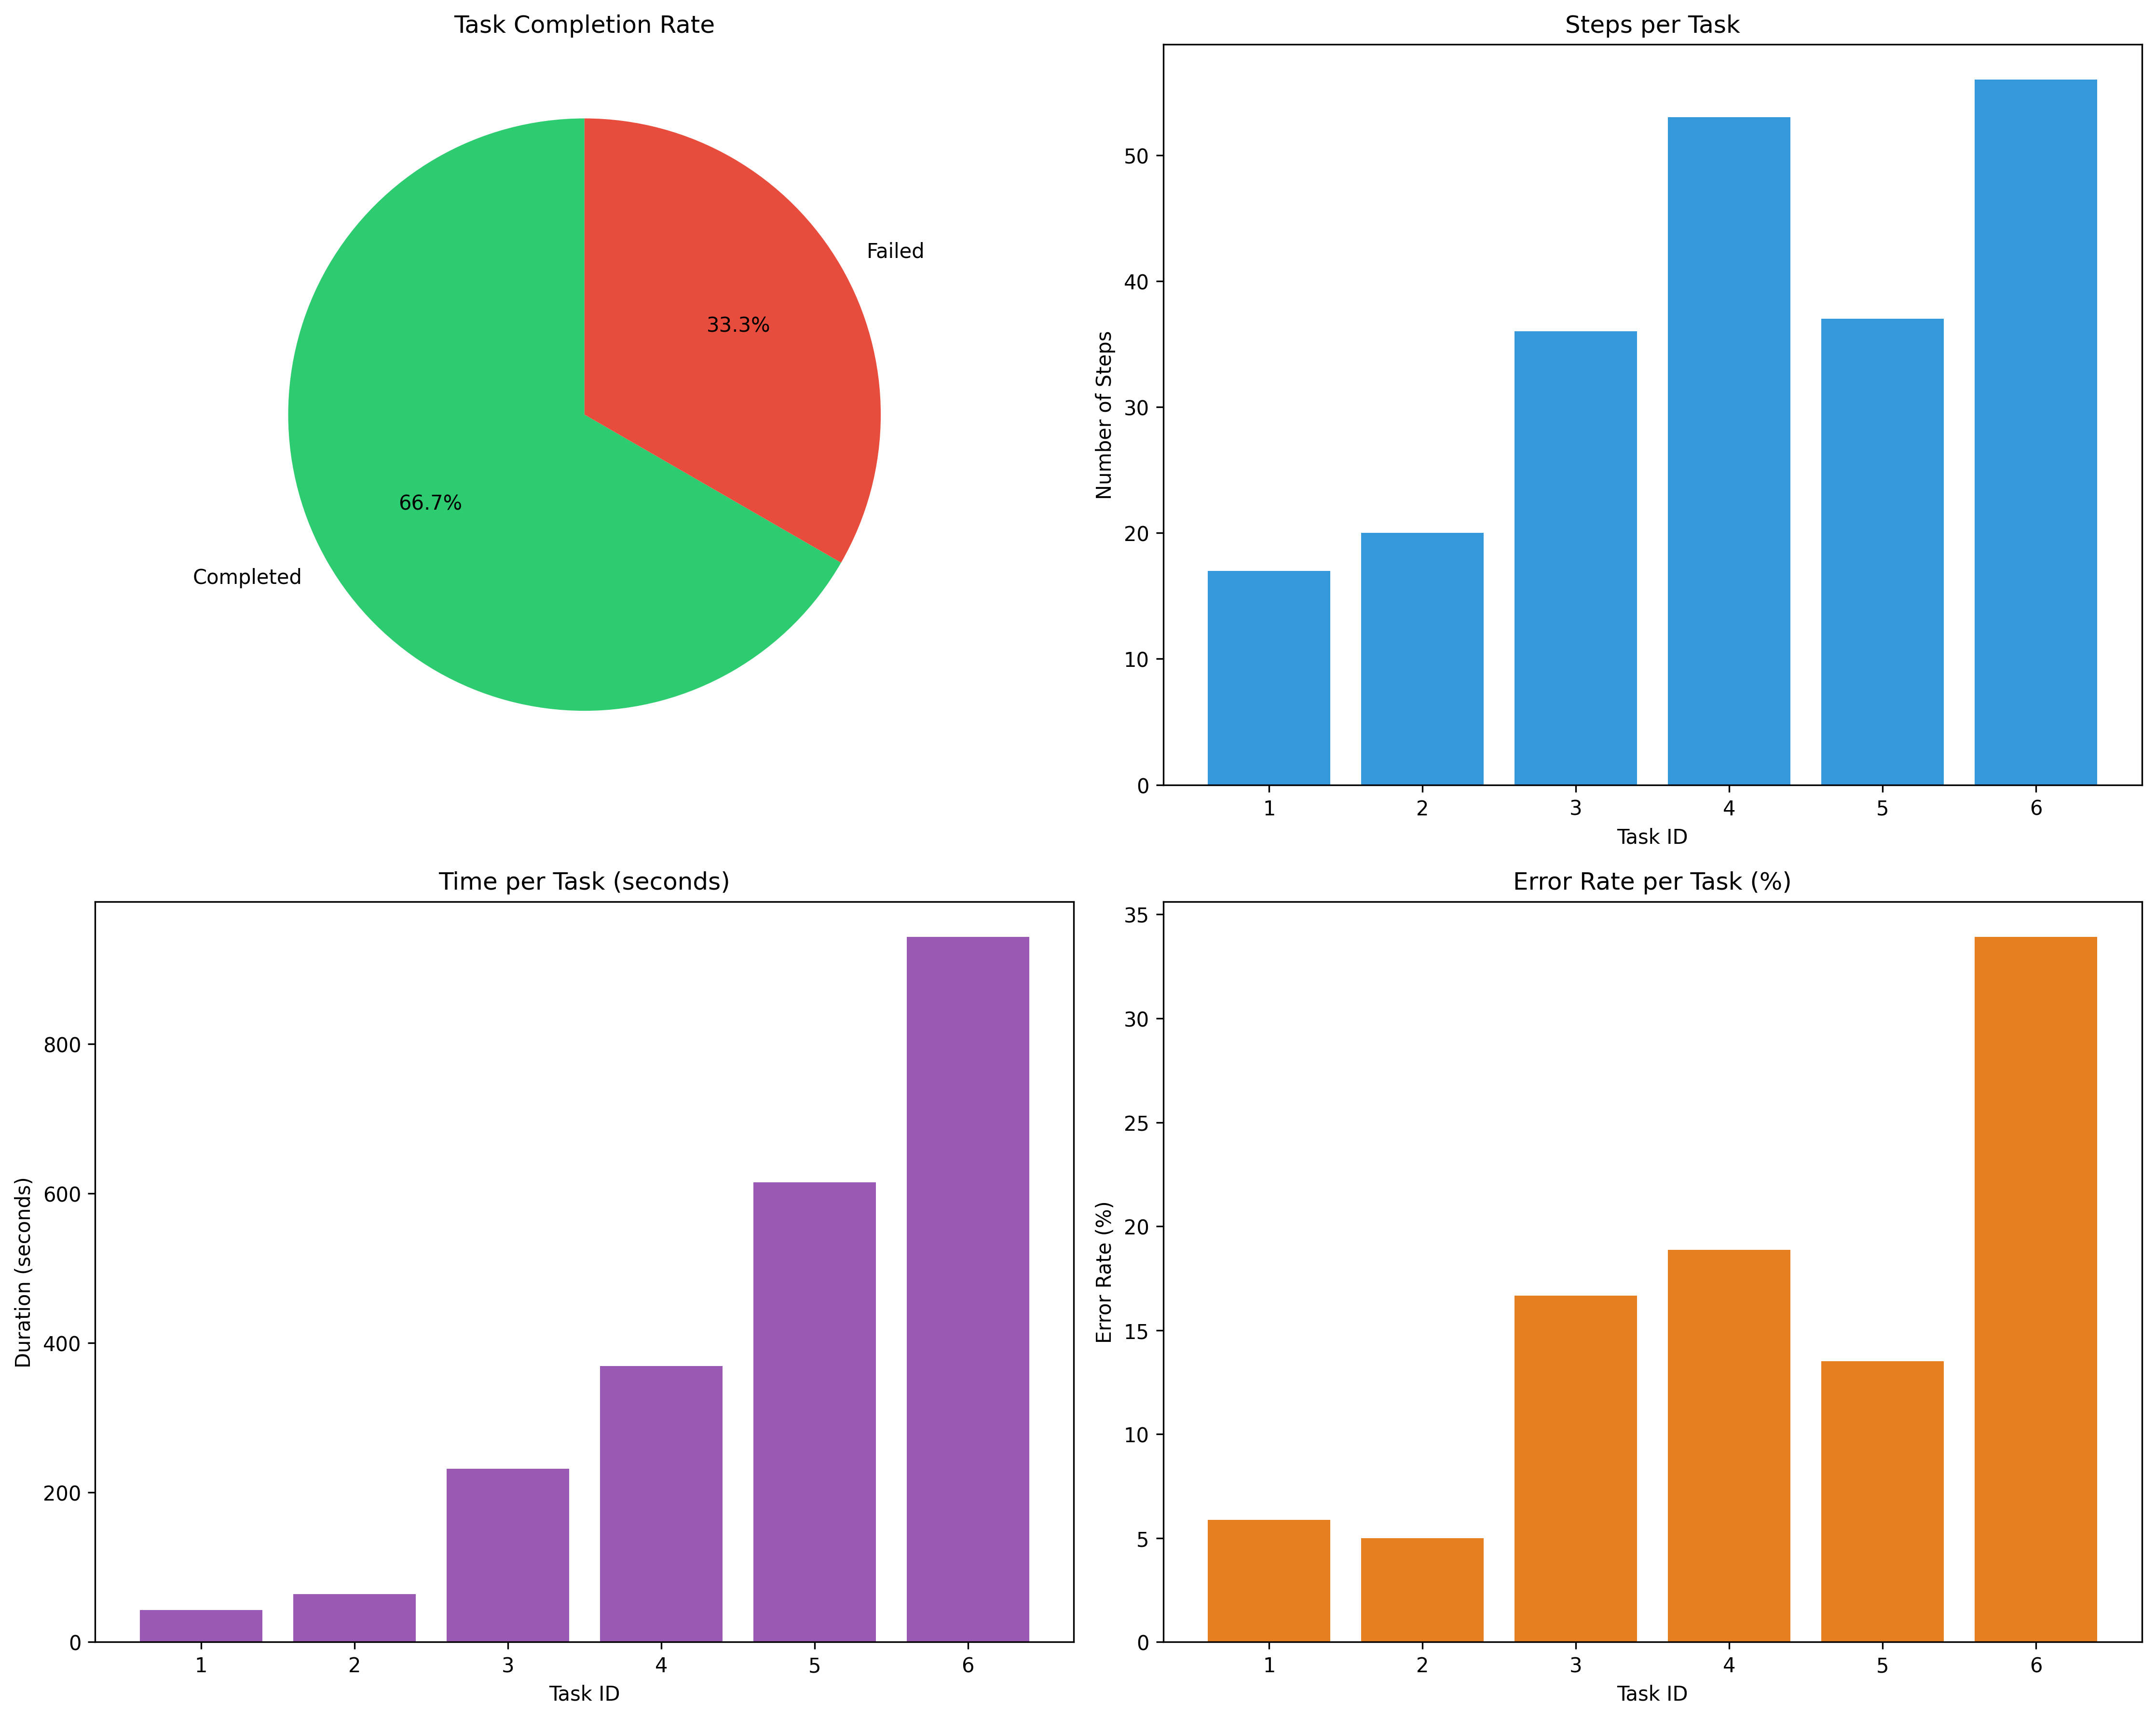 Task Completion Rate
Failed
33.3%
66.7%
Completed
Steps per Task
Number of Steps
50
40
30
20
10
0
1 2 3 4 5 6
Task ID
Time per Task (seconds)
Duration (seconds)
800
600
400
200
0
1 2 3 4 5 6
Task ID
Error Rate per Task (%)
Error Rate (%)
35
30
25
20
15
10
5
0
1 2 3 4 5 6
Task ID